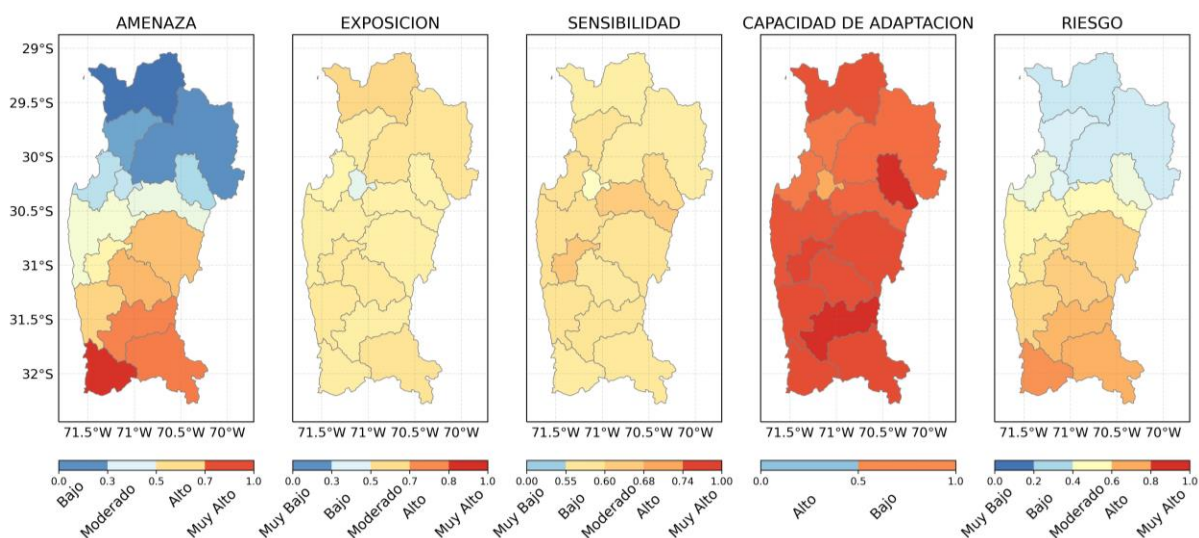 AMENAZA
EXPOSICION
SENSIBILIDAD
CAPACIDAD DE ADAPTACION
RIESGO
29°S
29.5°S
30°S
30.5°S
31°S
31.5°S
32°S
71.5°W 71°W 70.5°W 70°W
71.5°W 71°W 70.5°W 70°W
71.5°W 71°W 70.5°W 70°W
71.5°W 71°W 70.5°W 70°W
71.5°W 71°W 70.5°W 70°W
0.0 0.3 0.5 0.7 1.0
Bajo
Moderado
Alto
Muy Alto
0.0 0.3 0.5 0.7 0.8 1.0
Muy Bajo
Bajo
Moderado
Alto
Muy Alto
0.00 0.55 0.60 0.68 0.74 1.00
Muy Bajo
Bajo
Moderado
Alto
Muy Alto
0.0 0.5 1.0
Alto
Bajo
0.0 0.2 0.4 0.6 0.8 1.0
Muy Bajo
Bajo
Moderado
Alto
Muy Alto